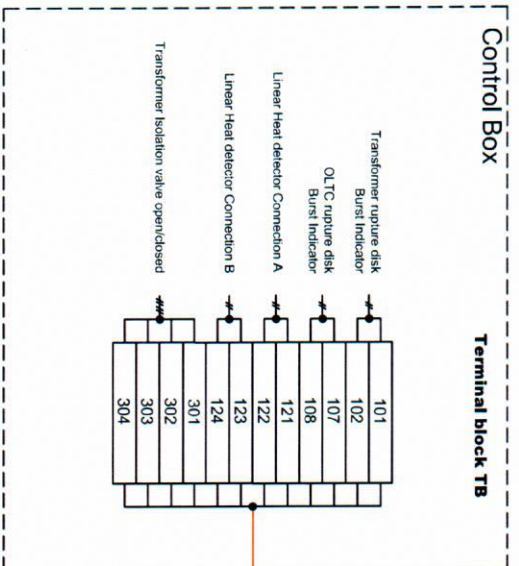 Control Box
Terminal block TB
Transformer rupture disk
Burst Indicator
OLTC rupture disk
Burst Indicator
Linear Heat detector Connection A
Linear Heat detector Connection B
Transformer Isolation valve open/closed
101
102
107
108
121
122
123
124
301
302
303
304